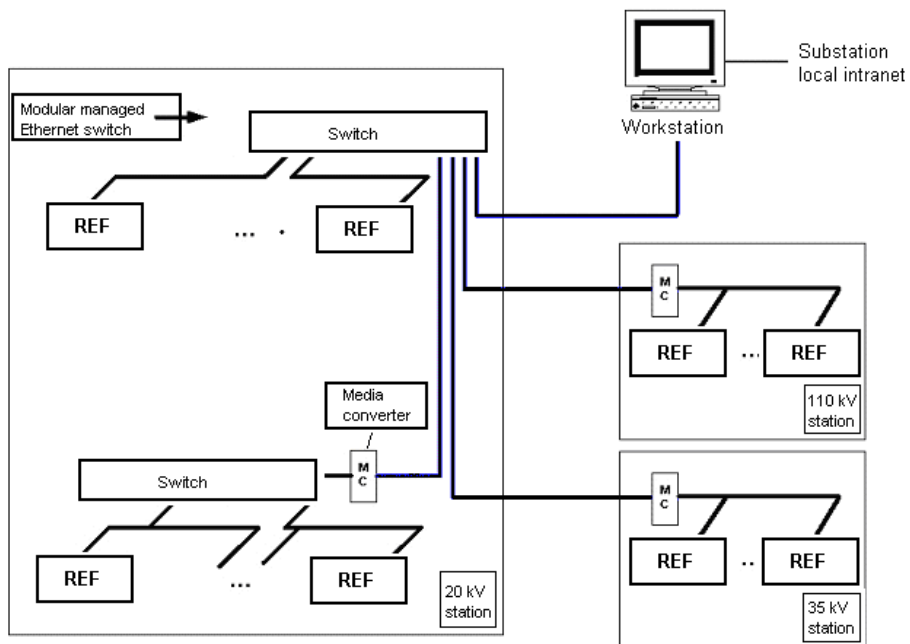 Substation
local intranet
Workstation
Modular managed
Ethernet switch
Switch
REF
... .
REF
M
C
REF
...
REF
110 kV
station
Media
converter
Switch
M
C
REF
...
REF
20 kV
station
M
C
REF
..
REF
35 kV
station